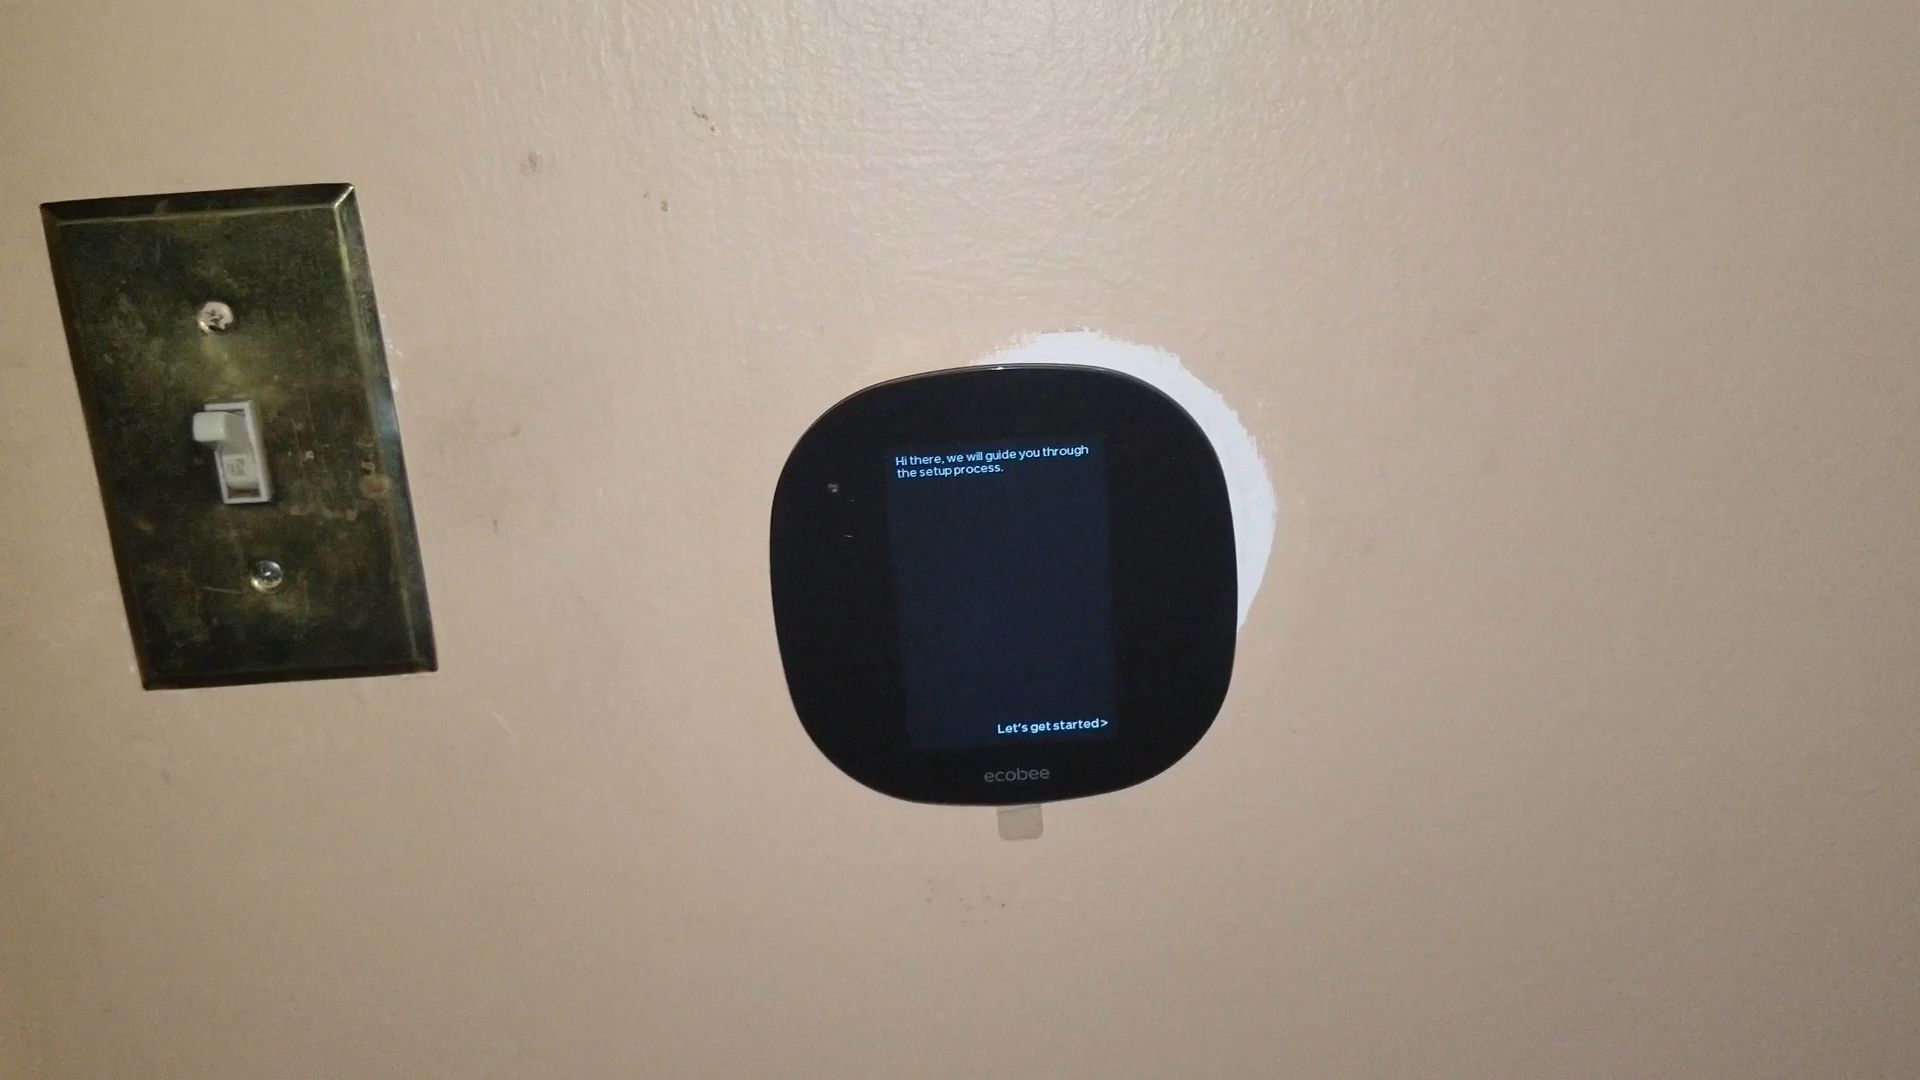 Hi there, we will guide you through
the setup process.
Let's get started>
ecobee